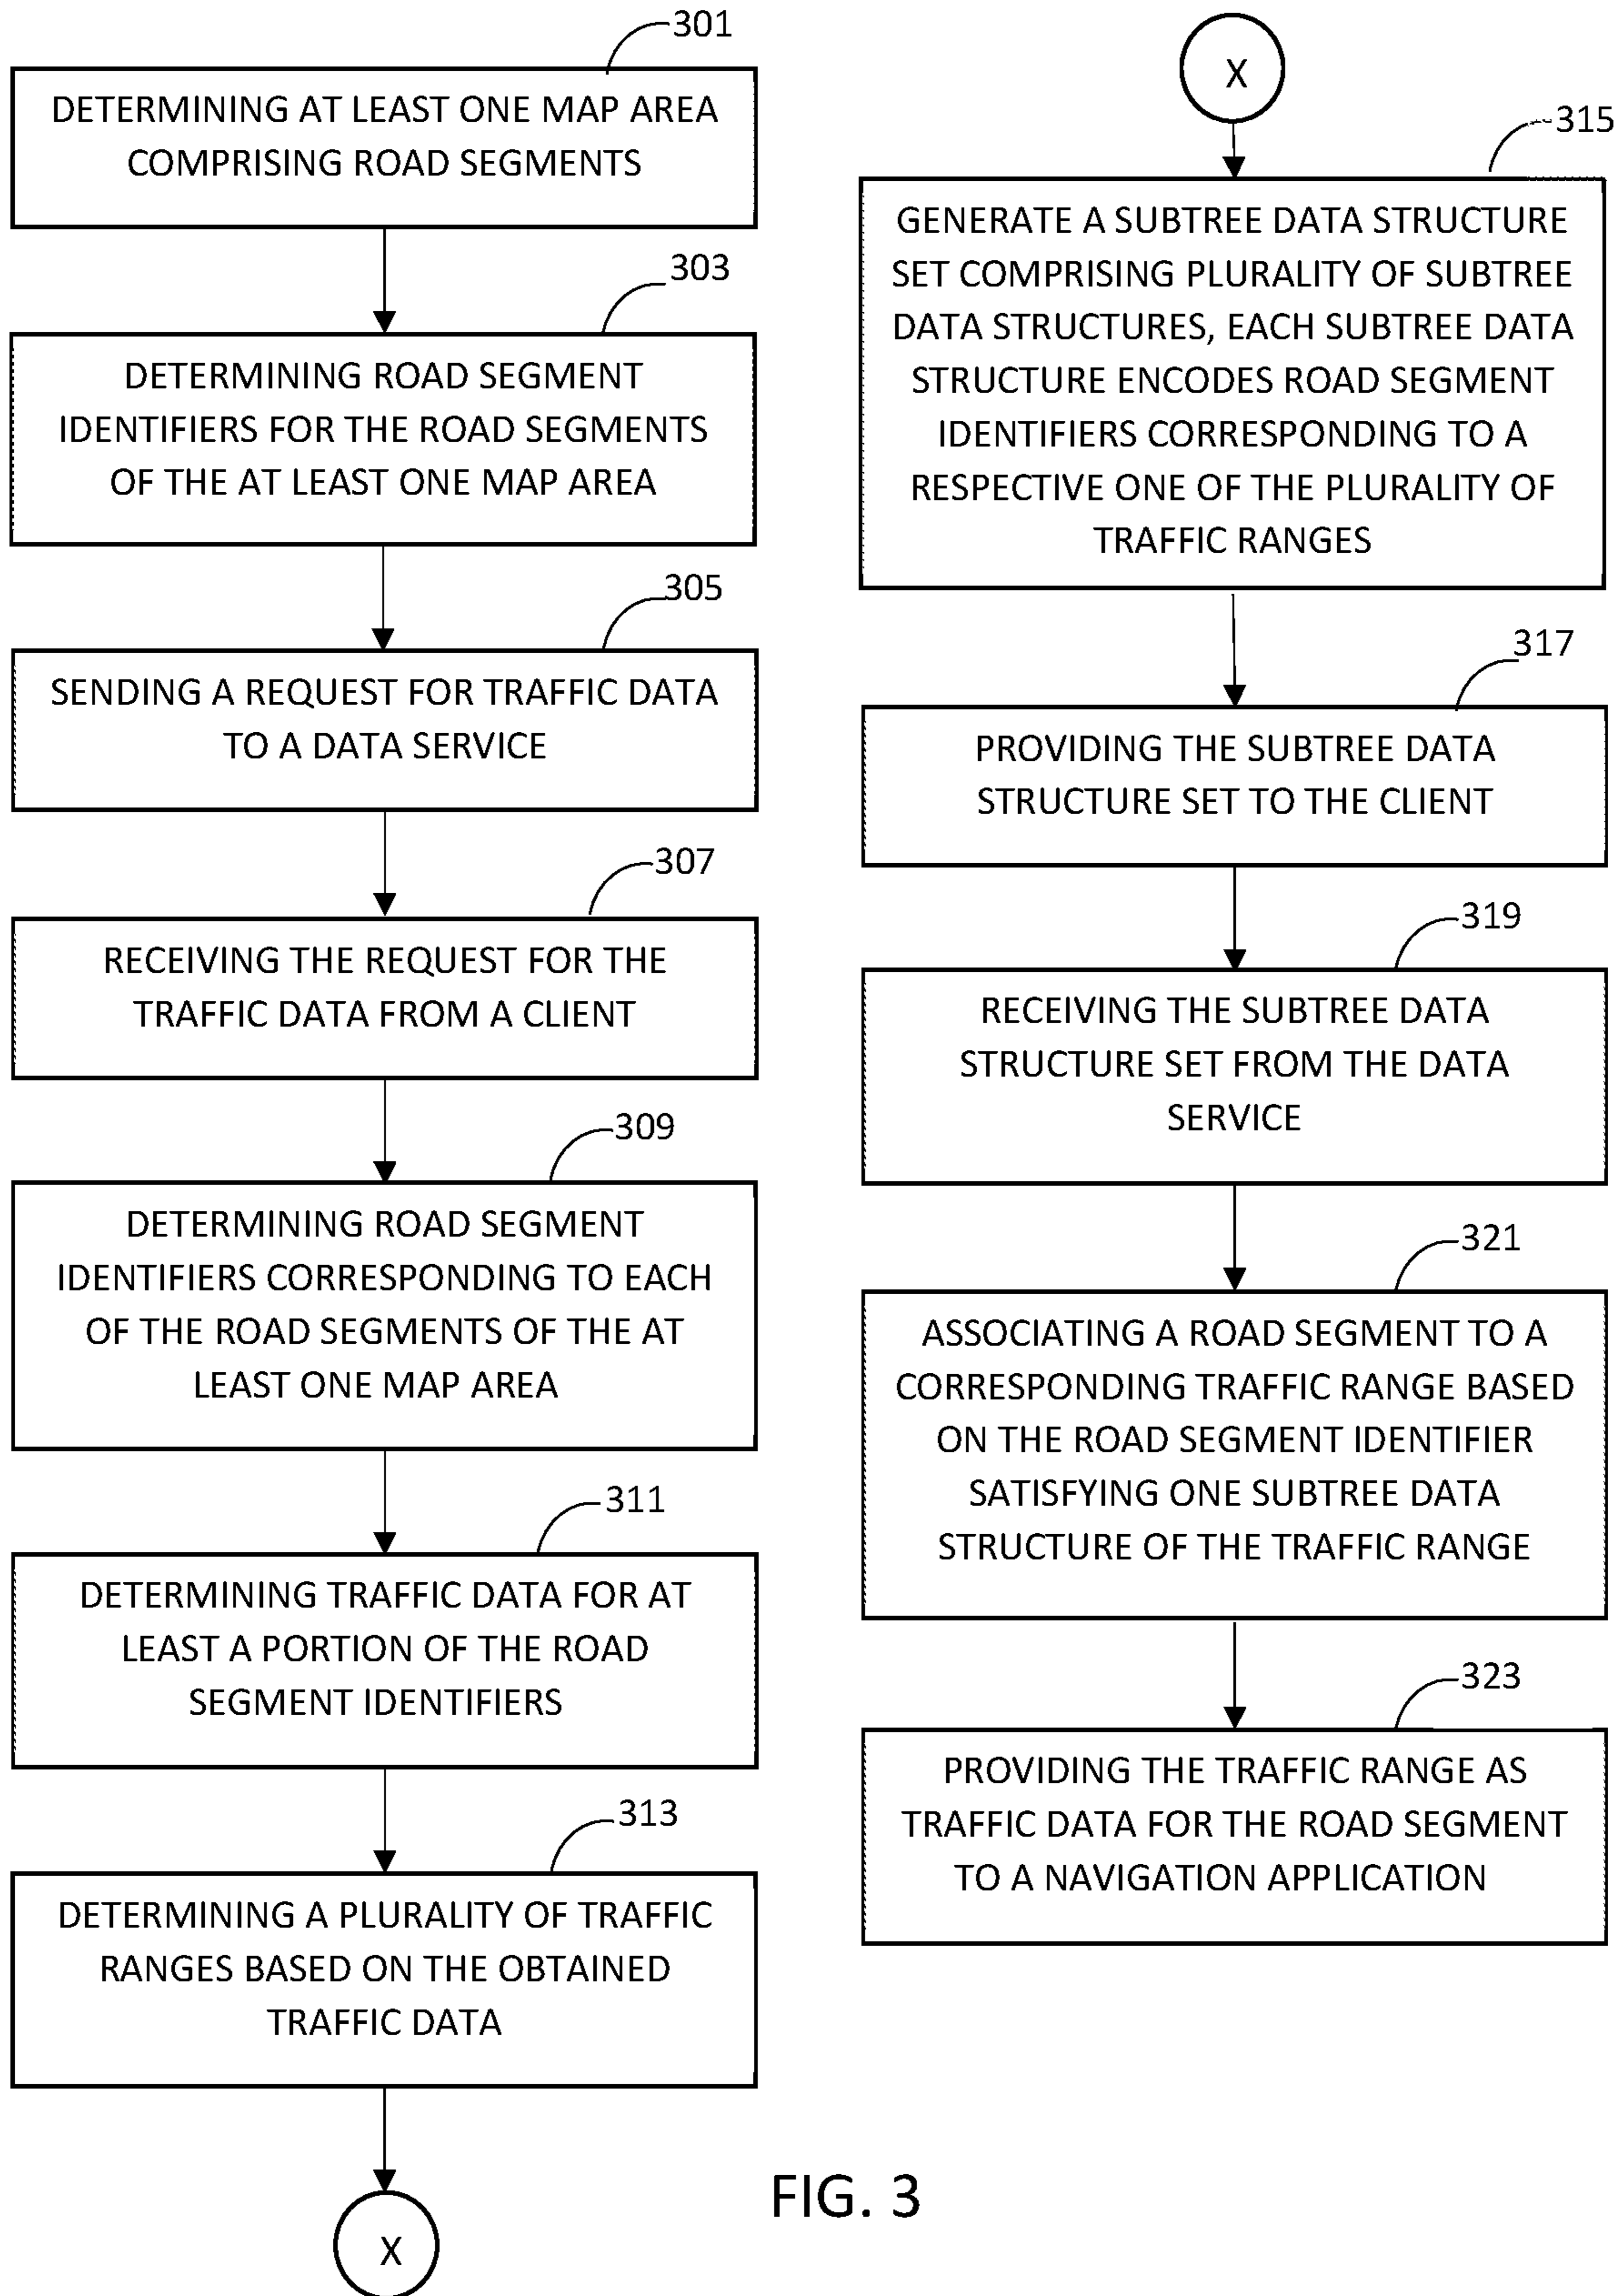 301
DETERMINING AT LEAST ONE MAP AREA
COMPRISING ROAD SEGMENTS
303
DETERMINING ROAD SEGMENT
IDENTIFIERS FOR THE ROAD SEGMENTS
OF THE AT LEAST ONE MAP AREA
305
SENDING A REQUEST FOR TRAFFIC DATA
TO A DATA SERVICE
307
RECEIVING THE REQUEST FOR THE
TRAFFIC DATA FROM A CLIENT
309
DETERMINING ROAD SEGMENT
IDENTIFIERS CORRESPONDING TO EACH
OF THE ROAD SEGMENTS OF THE AT
LEAST ONE MAP AREA
311
DETERMINING TRAFFIC DATA FOR AT
LEAST A PORTION OF THE ROAD
SEGMENT IDENTIFIERS
313
DETERMINING A PLURALITY OF TRAFFIC
RANGES BASED ON THE OBTAINED
TRAFFIC DATA
X
X
315
GENERATE A SUBTREE DATA STRUCTURE
SET COMPRISING PLURALITY OF SUBTREE
DATA STRUCTURES, EACH SUBTREE DATA
STRUCTURE ENCODES ROAD SEGMENT
IDENTIFIERS CORRESPONDING TO A
RESPECTIVE ONE OF THE PLURALITY OF
TRAFFIC RANGES
317
PROVIDING THE SUBTREE DATA
STRUCTURE SET TO THE CLIENT
319
RECEIVING THE SUBTREE DATA
STRUCTURE SET FROM THE DATA
SERVICE
321
ASSOCIATING A ROAD SEGMENT TO A
CORRESPONDING TRAFFIC RANGE BASED
ON THE ROAD SEGMENT IDENTIFIER
SATISFYING ONE SUBTREE DATA
STRUCTURE OF THE TRAFFIC RANGE
323
PROVIDING THE TRAFFIC RANGE AS
TRAFFIC DATA FOR THE ROAD SEGMENT
TO A NAVIGATION APPLICATION
FIG. 3